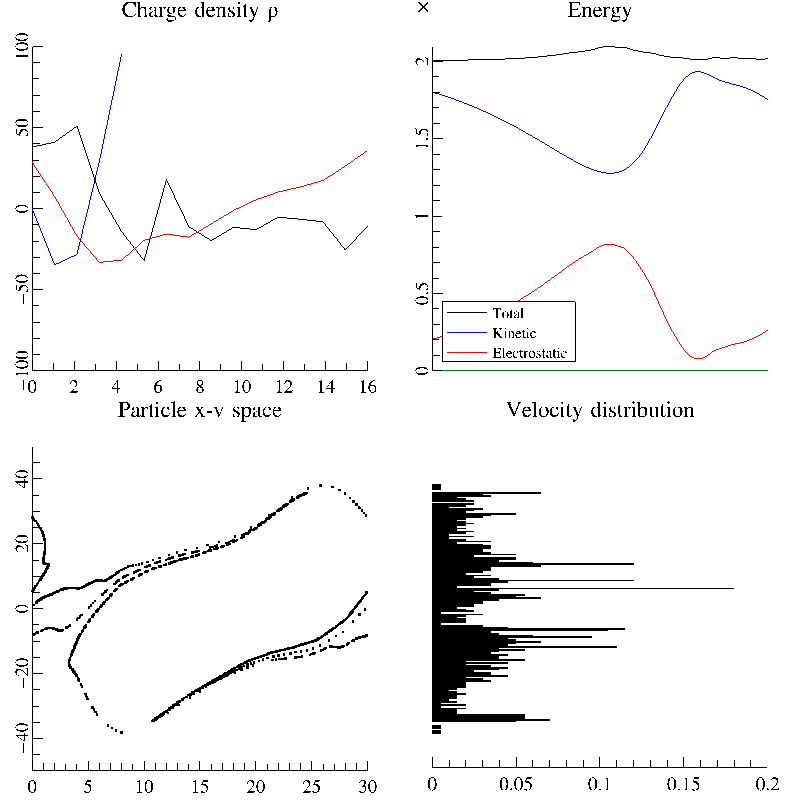 Charge density ρ
100
50
0
−50
−100
0 2 4 6 8 10 12 14 16
×
Energy
2
1.5
1
0.5
0
Total
Kinetic
Electrostatic
Particle x-v space
40
20
0
−20
−40
0 5 10 15 20 25 30
Velocity distribution
0 0.05 0.1 0.15 0.2